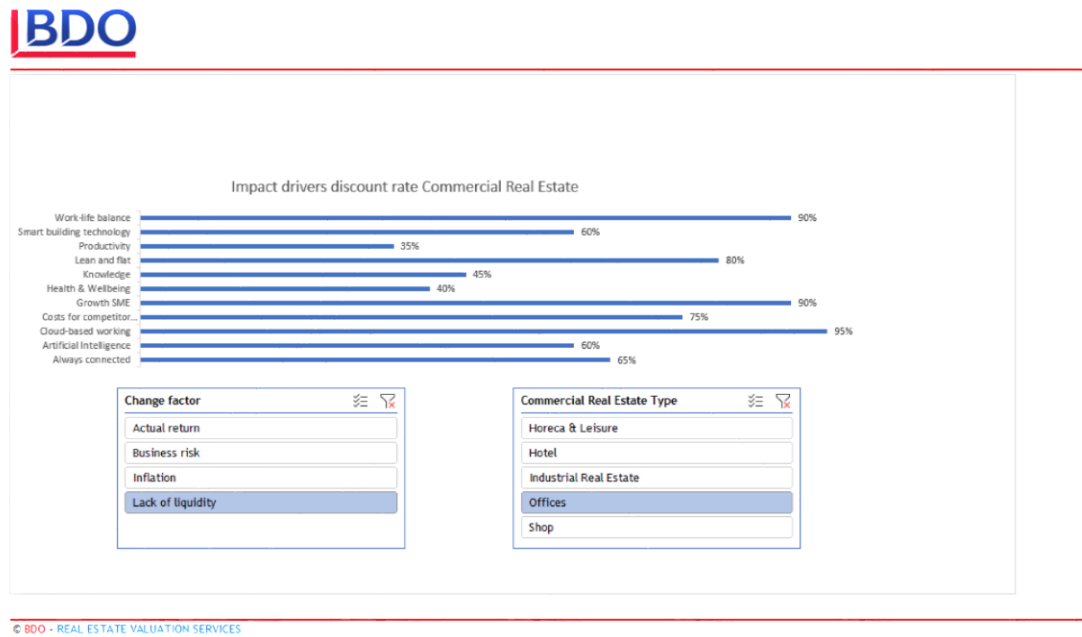 BDO
Impact drivers discount rate Commercial Real Estate
Work-life balance 90%
Smart building technology 60%
Productivity 35%
Lean and flat 80%
Knowledge 45%
Health & Wellbeing 40%
Growth SME 90%
Costs for competitor... 75%
Cloud-based working 95%
Artificial Intelligence 60%
Always connected 65%
Change factor
Actual return
Business risk
Inflation
Lack of liquidity
Commercial Real Estate Type
Horeca & Leisure
Hotel
Industrial Real Estate
Offices
Shop
© BDO - REAL ESTATE VALUATION SERVICES